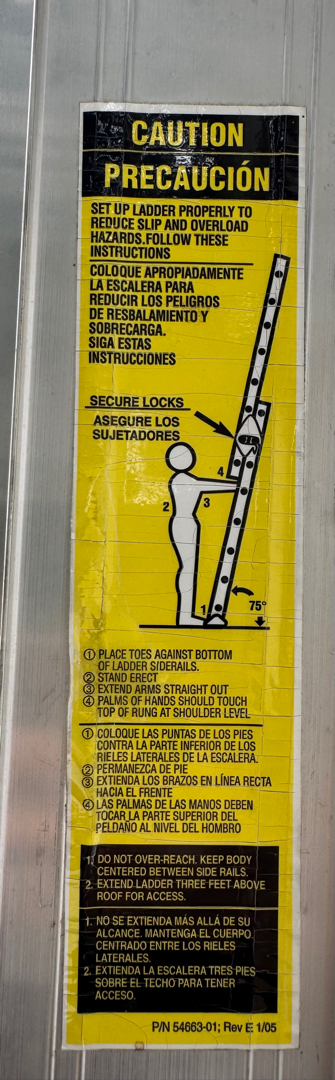 CAUTION
PRECAUCIÓN
SET UP LADDER PROPERLY TO
REDUCE SLIP AND OVERLOAD
HAZARDS.FOLLOW THESE
INSTRUCTIONS
COLOQUE APROPIADAMENTE
LA ESCALERA PARA
REDUCIR LOS PELIGROS
DE RESBALAMIENTO Y
SOBRECARGA.
SIGA ESTAS
INSTRUCCIONES
SECURE LOCKS
ASEGURE LOS
SUJETADORES
4
2
3
1
75°
① PLACE TOES AGAINST BOTTOM
OF LADDER SIDERAILS.
② STAND ERECT
③ EXTEND ARMS STRAIGHT OUT
④ PALMS OF HANDS SHOULD TOUCH
TOP OF RUNG AT SHOULDER LEVEL
① COLOQUE LAS PUNTAS DE LOS PIES
CONTRA LA PARTE INFERIOR DE LOS
RIELES LATERALES DE LA ESCALERA.
② PERMANEZCA DE PIE
③ EXTIENDA LOS BRAZOS EN LÍNEA RECTA
HACIA EL FRENTE
④ LAS PALMAS DE LAS MANOS DEBEN
TOCAR LA PARTE SUPERIOR DEL
PELDAÑO AL NIVEL DEL HOMBRO
1. DO NOT OVER-REACH. KEEP BODY
CENTERED BETWEEN SIDE RAILS.
2. EXTEND LADDER THREE FEET ABOVE
ROOF FOR ACCESS.
1. NO SE EXTIENDA MÁS ALLÁ DE SU
ALCANCE. MANTENGA EL CUERPO
CENTRADO ENTRE LOS RIELES
LATERALES.
2. EXTIENDA LA ESCALERA TRES PIES
SOBRE EL TECHO PARA TENER
ACCESO.
P/N 54663-01; Rev E 1/05